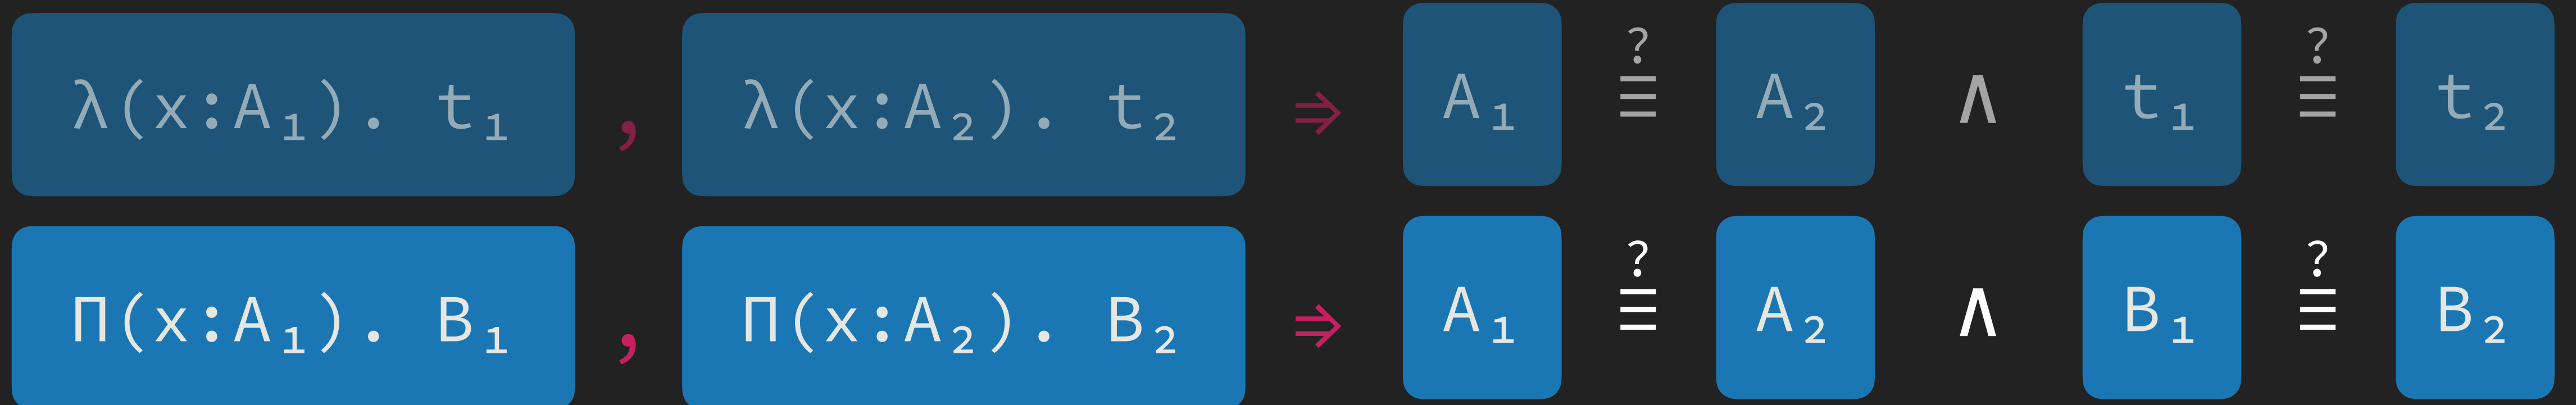 λ(x:A₁). t₁ , λ(x:A₂). t₂ ⇒ A₁ ≟ A₂ ∧ t₁ ≟ t₂
Π(x:A₁). B₁ , Π(x:A₂). B₂ ⇒ A₁ ≟ A₂ ∧ B₁ ≟ B₂